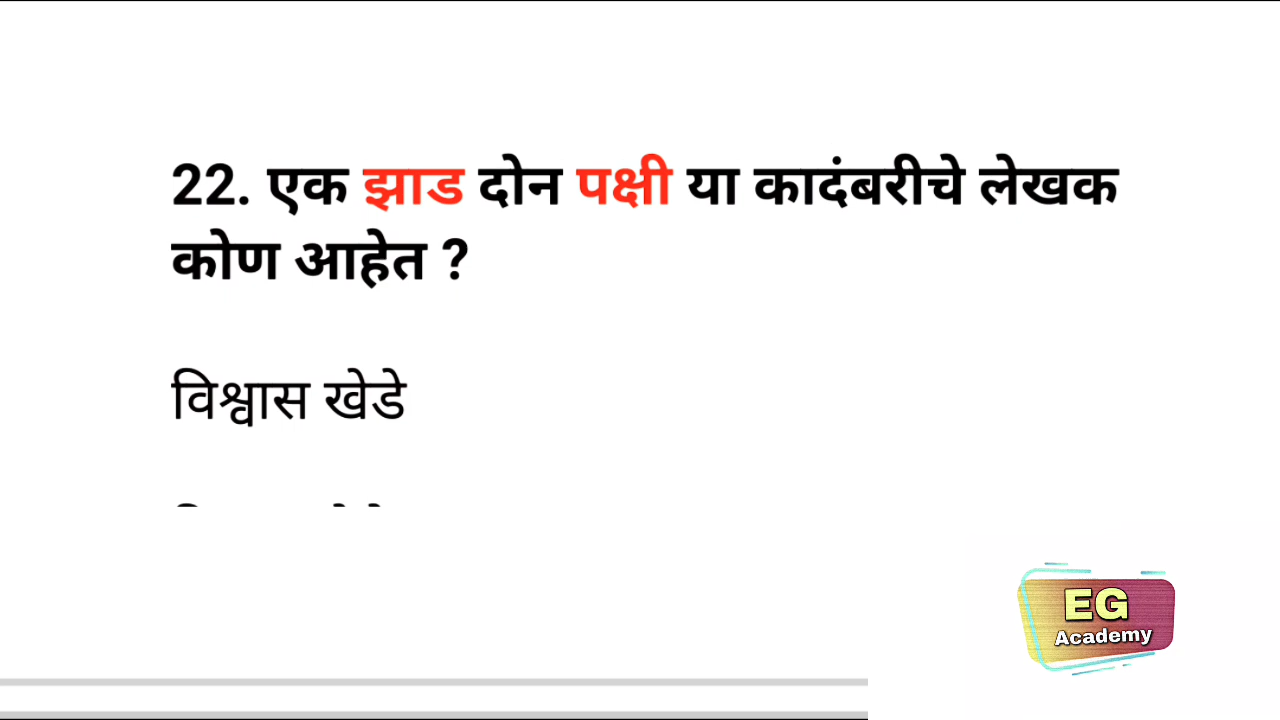 22. एक झाड दोन पक्षी या कादंबरीचे लेखक
कोण आहेत ?
विश्वास खेडे
EG
Academy